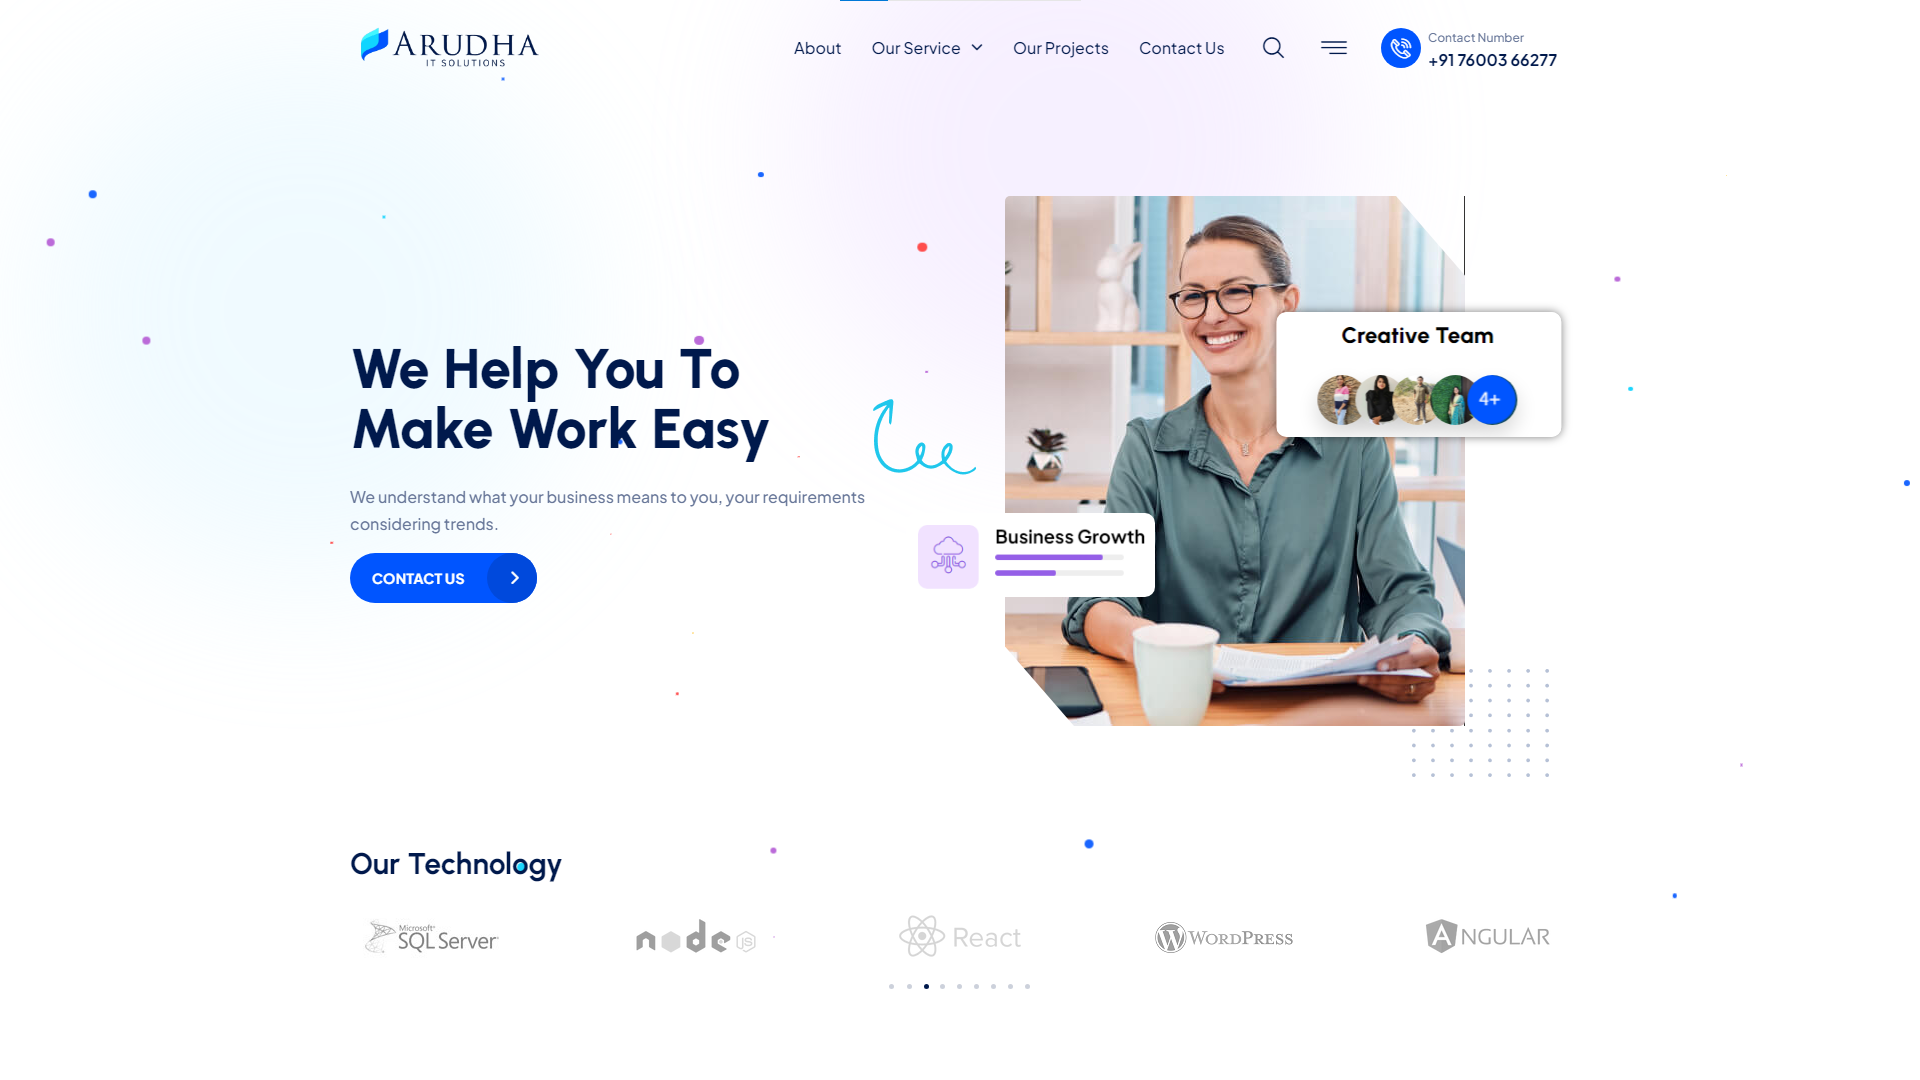 ARUDHA
IT SOLUTIONS
About
Our Service
Our Projects
Contact Us
Contact Number
+91 76003 66277
We Help You To
Make Work Easy
We understand what your business means to you, your requirements
considering trends.
CONTACT US
Creative Team
4+
Business Growth
Our Technology
Microsoft®
SQL Server®
node JS
React
WORDPRESS
ANGULAR